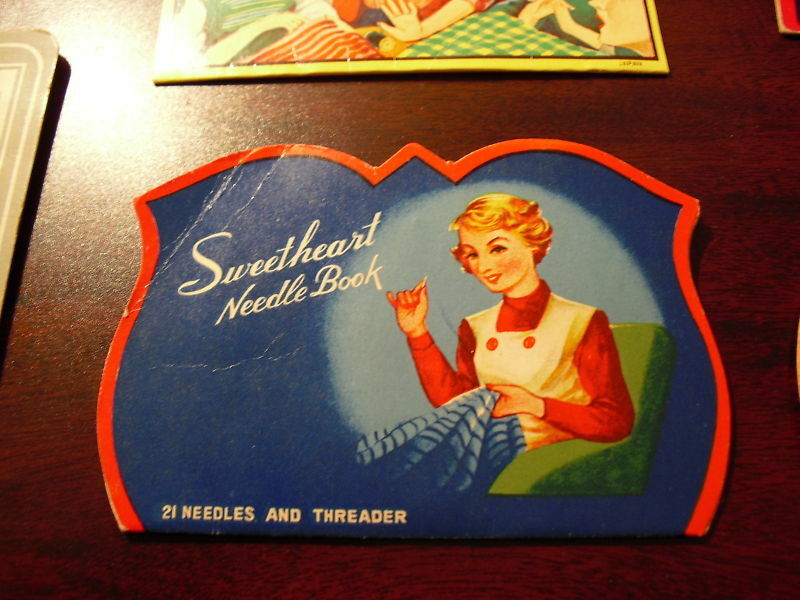 Sweetheart
Needle Book
21 NEEDLES AND THREADER